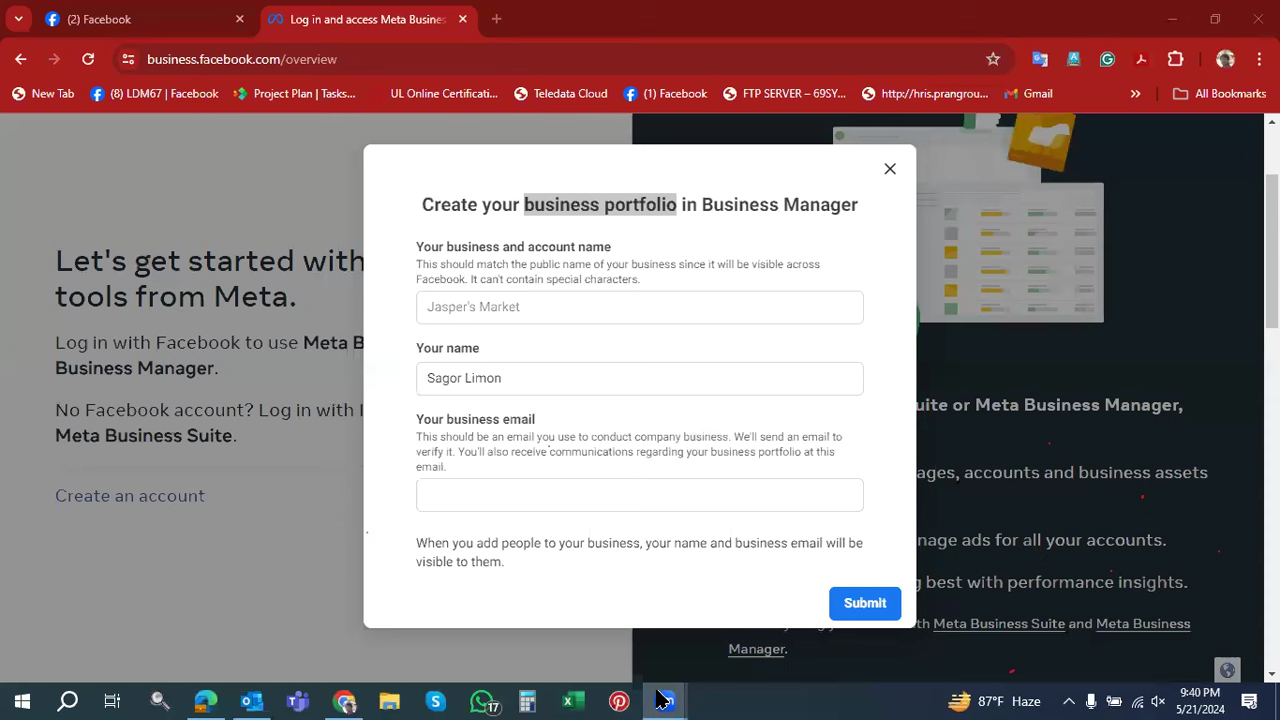 (2) Facebook
Log in and access Meta Busines
business.facebook.com/overview
New Tab
(8) LDM67 | Facebook
Project Plan | Tasks...
UL Online Certificati...
Teledata Cloud
(1) Facebook
FTP SERVER – 69SY...
http://hris.prangroup...
Gmail
All Bookmarks
Create your business portfolio in Business Manager
Your business and account name
This should match the public name of your business since it will be visible across
Facebook. It can't contain special characters.
Jasper's Market
Your name
Sagor Limon
Your business email
This should be an email you use to conduct company business. We'll send an email to
verify it. You'll also receive communications regarding your business portfolio at this
email.
When you add people to your business, your name and business email will be
visible to them.
Submit
Let's get started with
tools from Meta.
Log in with Facebook to use Meta B
Business Manager.
No Facebook account? Log in with I
Meta Business Suite.
Create an account
uite or Meta Business Manager,
ages, accounts and business assets
nage ads for all your accounts.
g best with performance insights.
th Meta Business Suite and Meta Business
Manager.
17
87°F Haze
9:40 PM
5/21/2024